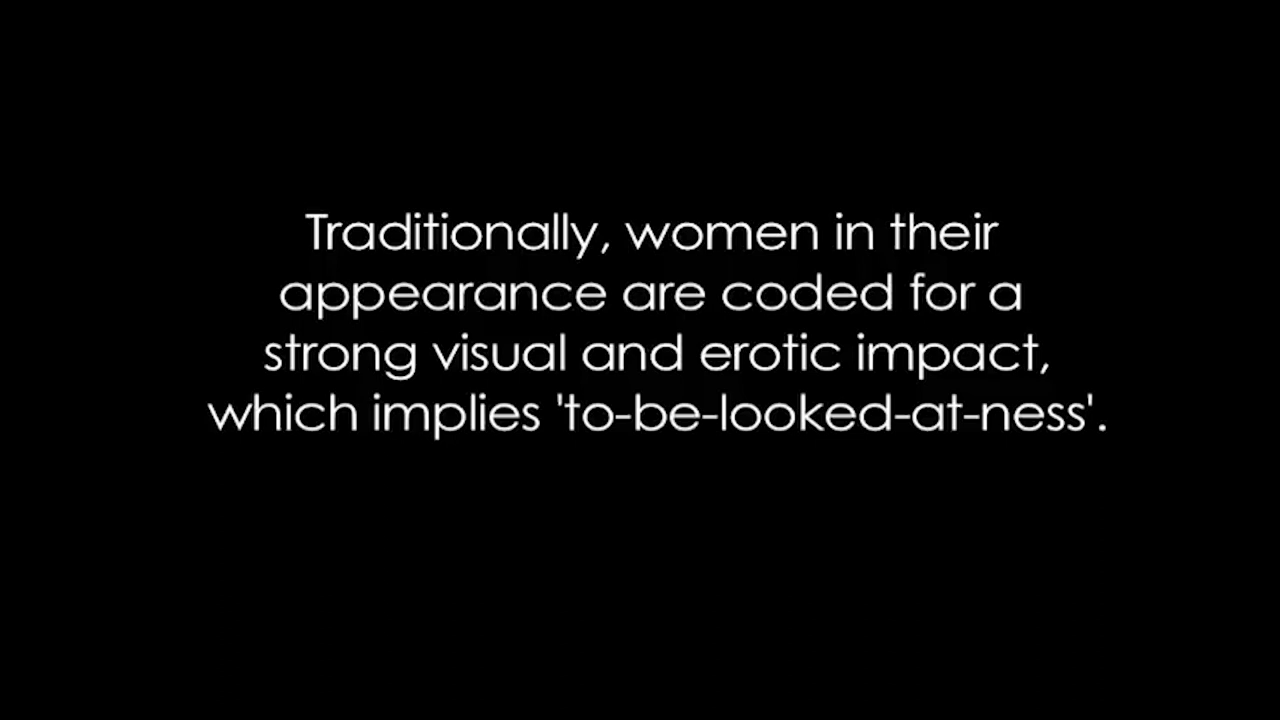 Traditionally, women in their
appearance are coded for a
strong visual and erotic impact,
which implies 'to-be-looked-at-ness'.